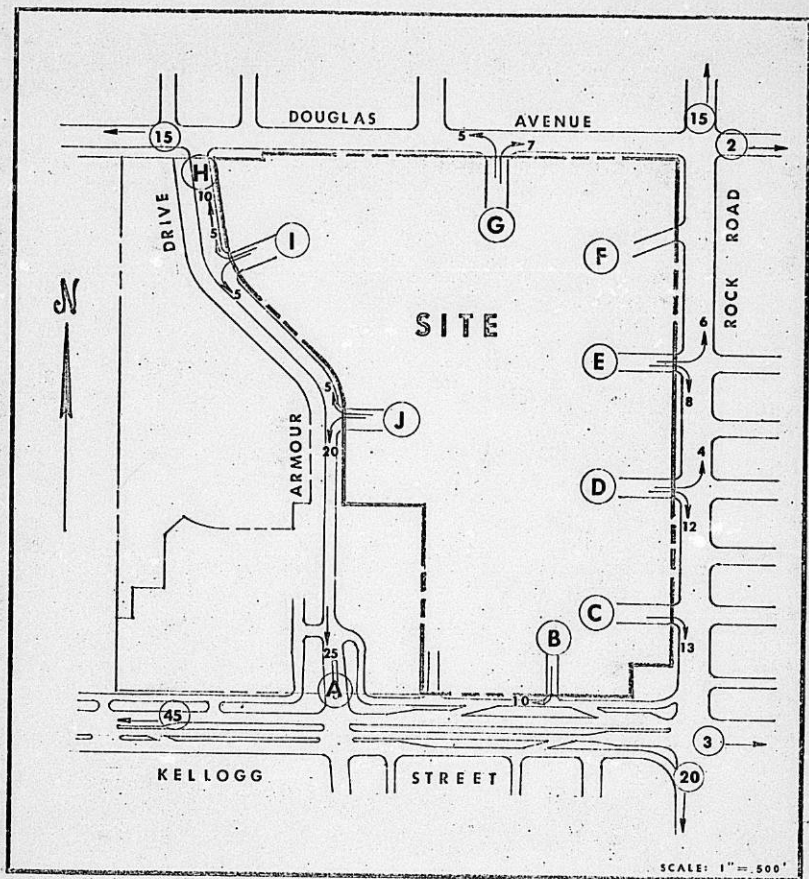 DOUGLAS AVENUE
15
15
2
5
7
H
10
DRIVE
G
I
5
5
F
ROCK ROAD
N
SITE
6
E
8
5
J
20
ARMOUR
4
D
12
C
13
B
25
A
10
45
3
KELLOGG STREET
20
SCALE: 1" = 500'